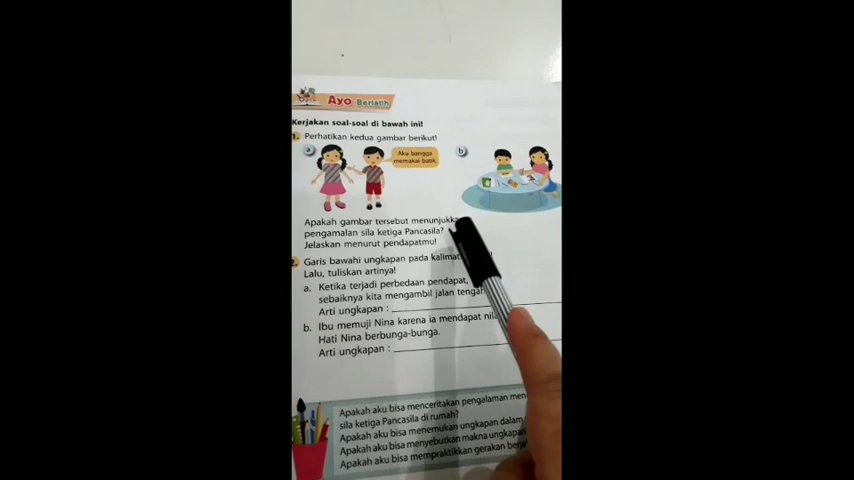 Ayo Berlatih
Kerjakan soal-soal di bawah ini!
1. Perhatikan kedua gambar berikut!
a
Aku bangga
memakai batik.
b
Apakah gambar tersebut menunjukka
pengamalan sila ketiga Pancasila?
Jelaskan menurut pendapatmu!
2. Garis bawahi ungkapan pada kalimat
Lalu, tuliskan artinya!
a. Ketika terjadi perbedaan pendapat,
sebaiknya kita mengambil jalan tengah
Arti ungkapan :
b. Ibu memuji Nina karena ia mendapat nil
Hati Nina berbunga-bunga.
Arti ungkapan :
Apakah aku bisa menceritakan pengalaman men
sila ketiga Pancasila di rumah?
Apakah aku bisa menemukan ungkapan dalam
Apakah aku bisa menyebutkan makna ungkapan
Apakah aku bisa mempraktikkan gerakan berja